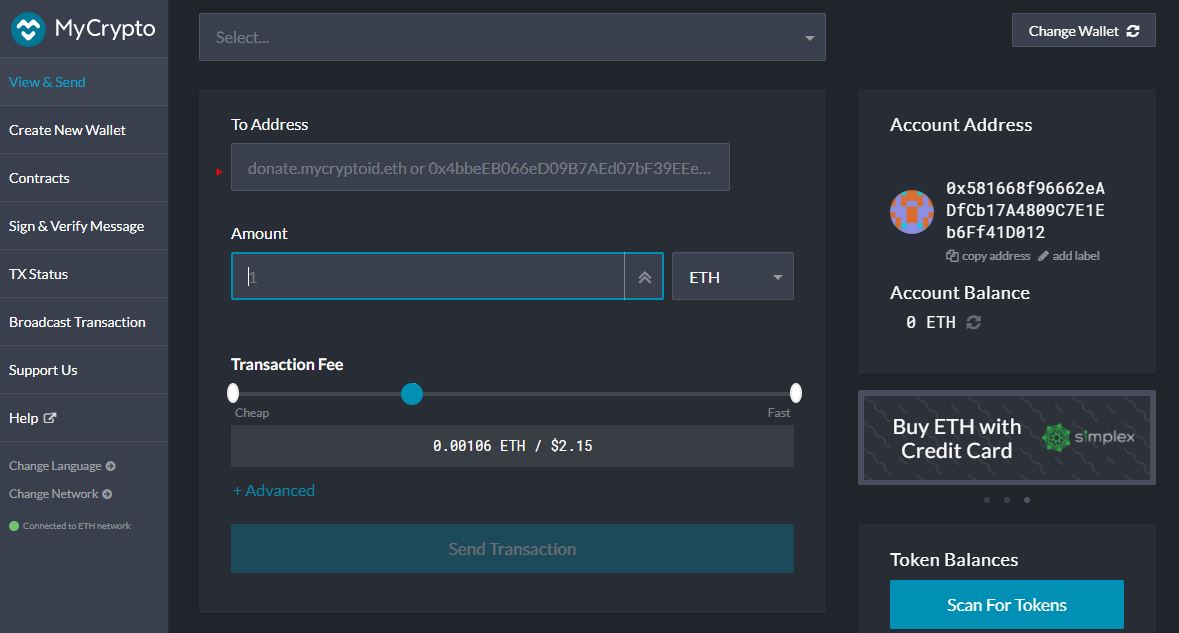 MyCrypto
View & Send
Create New Wallet
Contracts
Sign & Verify Message
TX Status
Broadcast Transaction
Support Us
Help
Change Language
Change Network
Connected to ETH network
Select...
To Address
donate.mycryptoid.eth or 0x4bbeEB066eD09B7AEd07bF39EEe...
Amount
1
ETH
Transaction Fee
Cheap
Fast
0.00106 ETH / $2.15
+ Advanced
Send Transaction
Change Wallet
Account Address
0x581668f96662eA
DfCb17A4809C7E1E
b6Ff41D012
copy address
add label
Account Balance
0 ETH
Buy ETH with
Credit Card
simplex
Token Balances
Scan For Tokens